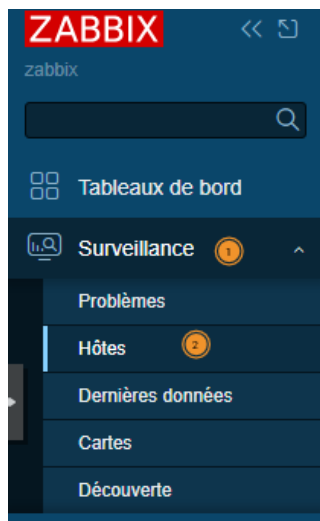 ZABBIX
zabbix
Tableaux de bord
Surveillance 1
Problèmes
Hôtes 2
Dernières données
Cartes
Découverte